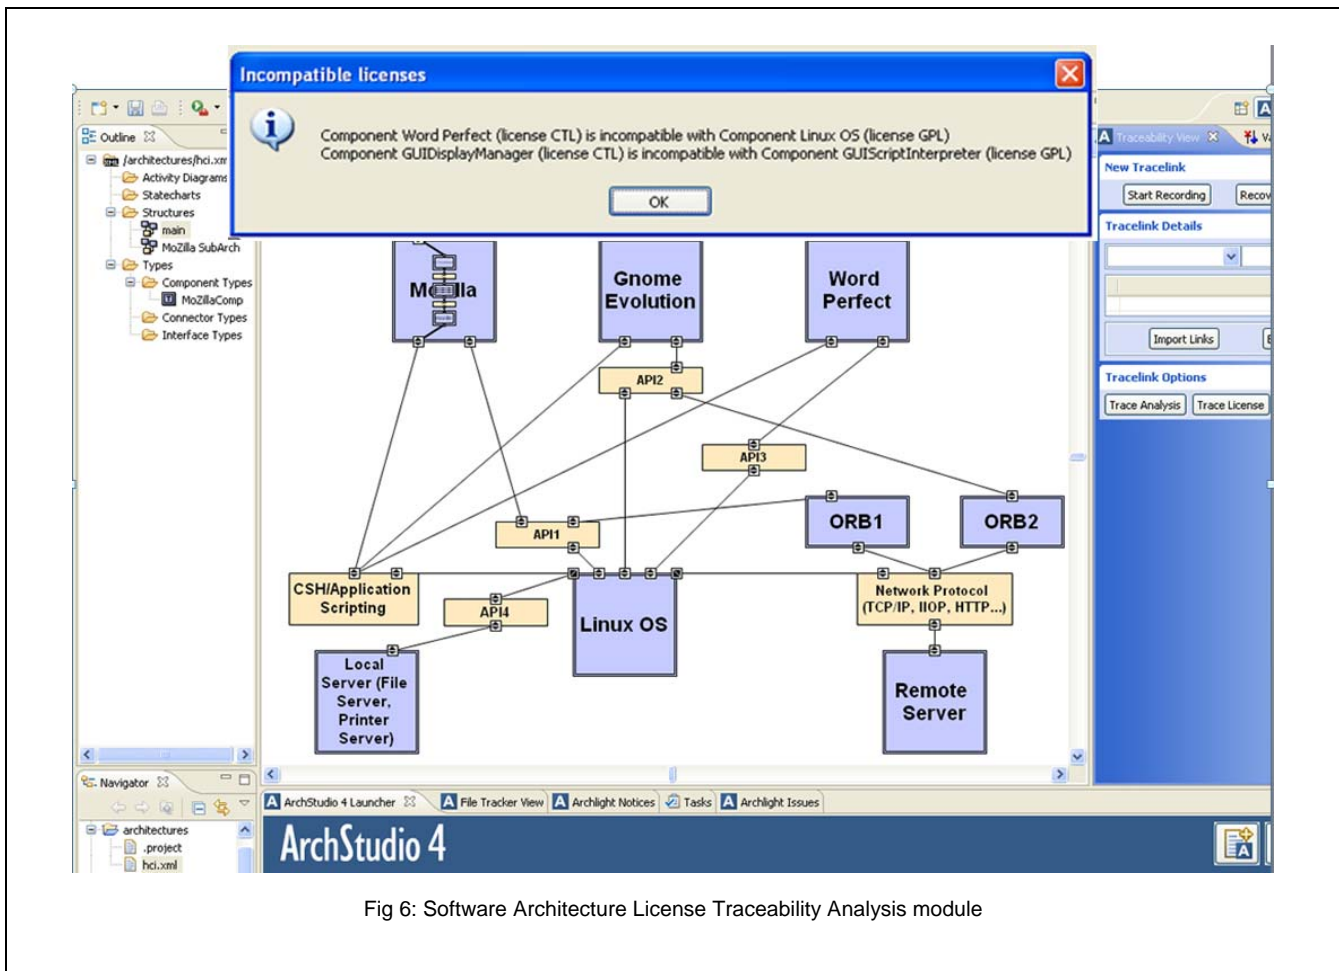 Incompatible licenses
Component Word Perfect (license CTL) is incompatible with Component Linux OS (license GPL)
Component GUIDisplayManager (license CTL) is incompatible with Component GUIScriptInterpreter (license GPL)
OK
Outline
/architectures/hci.xm
Activity Diagrams
Statecharts
Structures
main
MoZilla SubArch
Types
Component Types
MoZillaComp
Connector Types
Interface Types
Traceability View
New Tracelink
Start Recording
Recov
Tracelink Details
Import Links
Tracelink Options
Trace Analysis
Trace License
Gnome
Evolution
Word
Perfect
API2
API3
ORB1
ORB2
API1
CSH/Application
Scripting
API4
Linux OS
Network Protocol
(TCP/IP, IIOP, HTTP...)
Local
Server (File
Server,
Printer
Server)
Remote
Server
Navigator
architectures
.project
hci.xml
ArchStudio 4 Launcher
File Tracker View
Archlight Notices
Tasks
Archlight Issues
ArchStudio 4
Fig 6: Software Architecture License Traceability Analysis module